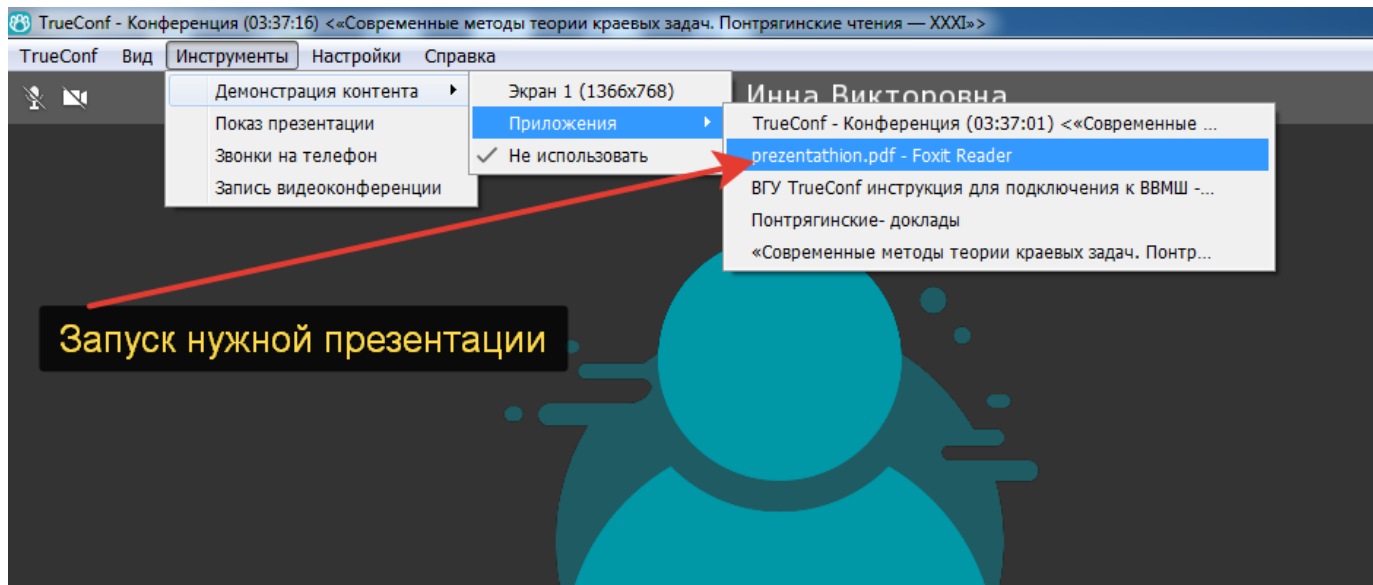 TrueConf - Конференция (03:37:16) <«Современные методы теории краевых задач. Понтрягинские чтения — XXXI»>
TrueConf Вид Инструменты Настройки Справка
Демонстрация контента
Показ презентации
Звонки на телефон
Запись видеоконференции
Экран 1 (1366x768)
Приложения
Не использовать
Инна Викторовна
TrueConf - Конференция (03:37:01) <«Современные ...
prezentathion.pdf - Foxit Reader
ВГУ TrueConf инструкция для подключения к ВВМШ -...
Понтрягинские- доклады
«Современные методы теории краевых задач. Понтр...
Запуск нужной презентации